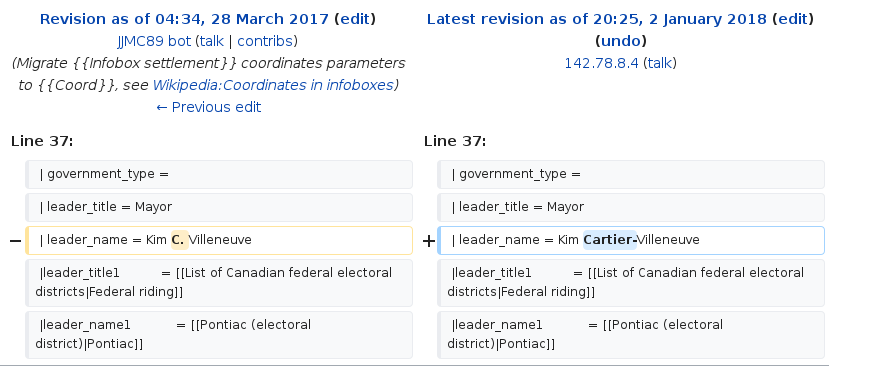 Revision as of 04:34, 28 March 2017 (edit)
JJMC89 bot (talk | contribs)
(Migrate {{Infobox settlement}} coordinates parameters
to {{Coord}}, see Wikipedia:Coordinates in infoboxes)
← Previous edit
Latest revision as of 20:25, 2 January 2018 (edit)
(undo)
142.78.8.4 (talk)
Line 37:
Line 37:
| government_type =
| government_type =
| leader_title = Mayor
| leader_title = Mayor
− | leader_name = Kim C. Villeneuve
+ | leader_name = Kim Cartier-Villeneuve
|leader_title1 = [[List of Canadian federal electoral
districts|Federal riding]]
|leader_title1 = [[List of Canadian federal electoral
districts|Federal riding]]
|leader_name1 = [[Pontiac (electoral
district)|Pontiac]]
|leader_name1 = [[Pontiac (electoral
district)|Pontiac]]